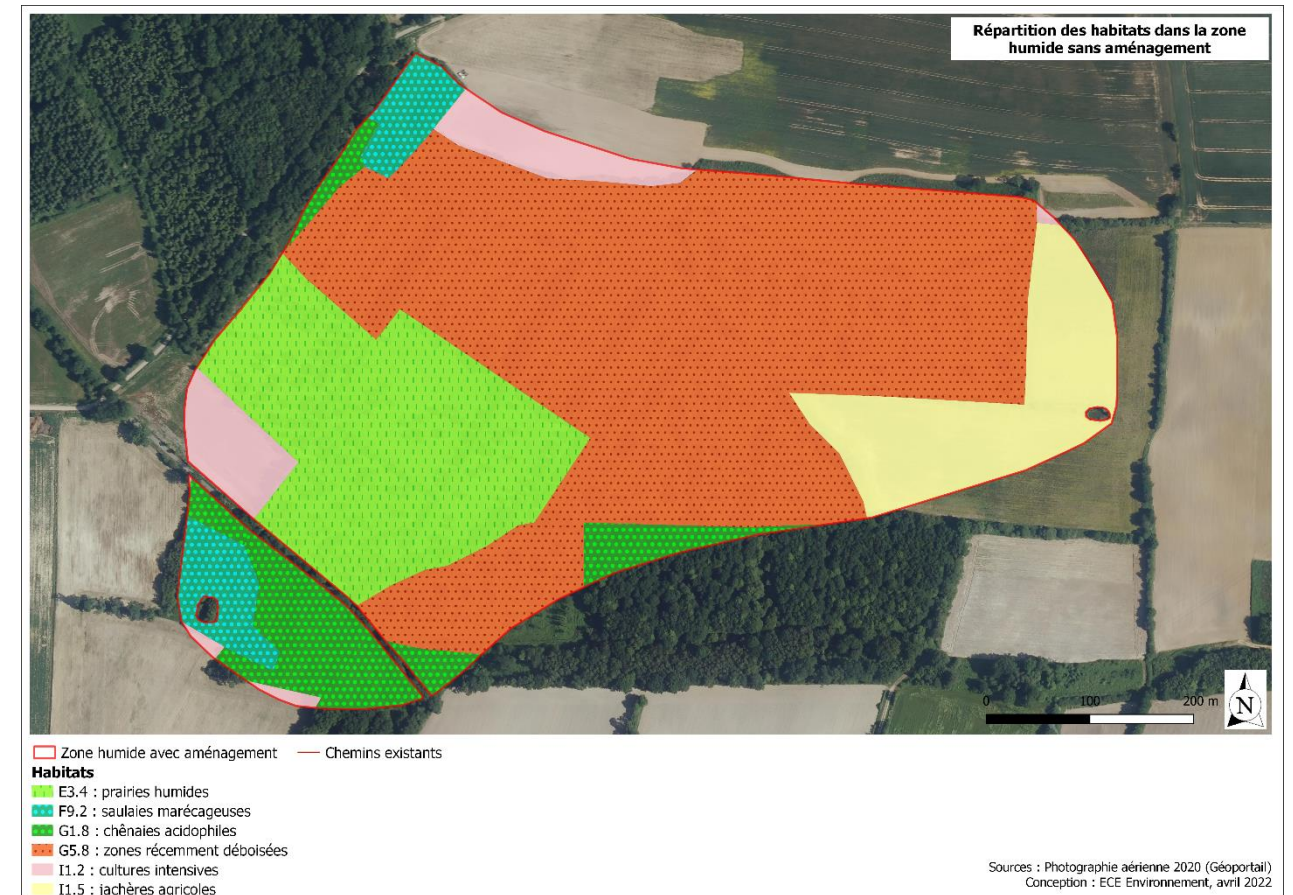 Répartition des habitats dans la zone
humide sans aménagement
0 100 200 m
N
Zone humide avec aménagement Chemins existants
Habitats
E3.4 : prairies humides
F9.2 : saulaies marécageuses
G1.8 : chênaies acidophiles
G5.8 : zones récemment déboisées
I1.2 : cultures intensives
I1.5 : jachères agricoles
Sources : Photographie aérienne 2020 (Géoportail)
Conception : ECE Environnement, avril 2022